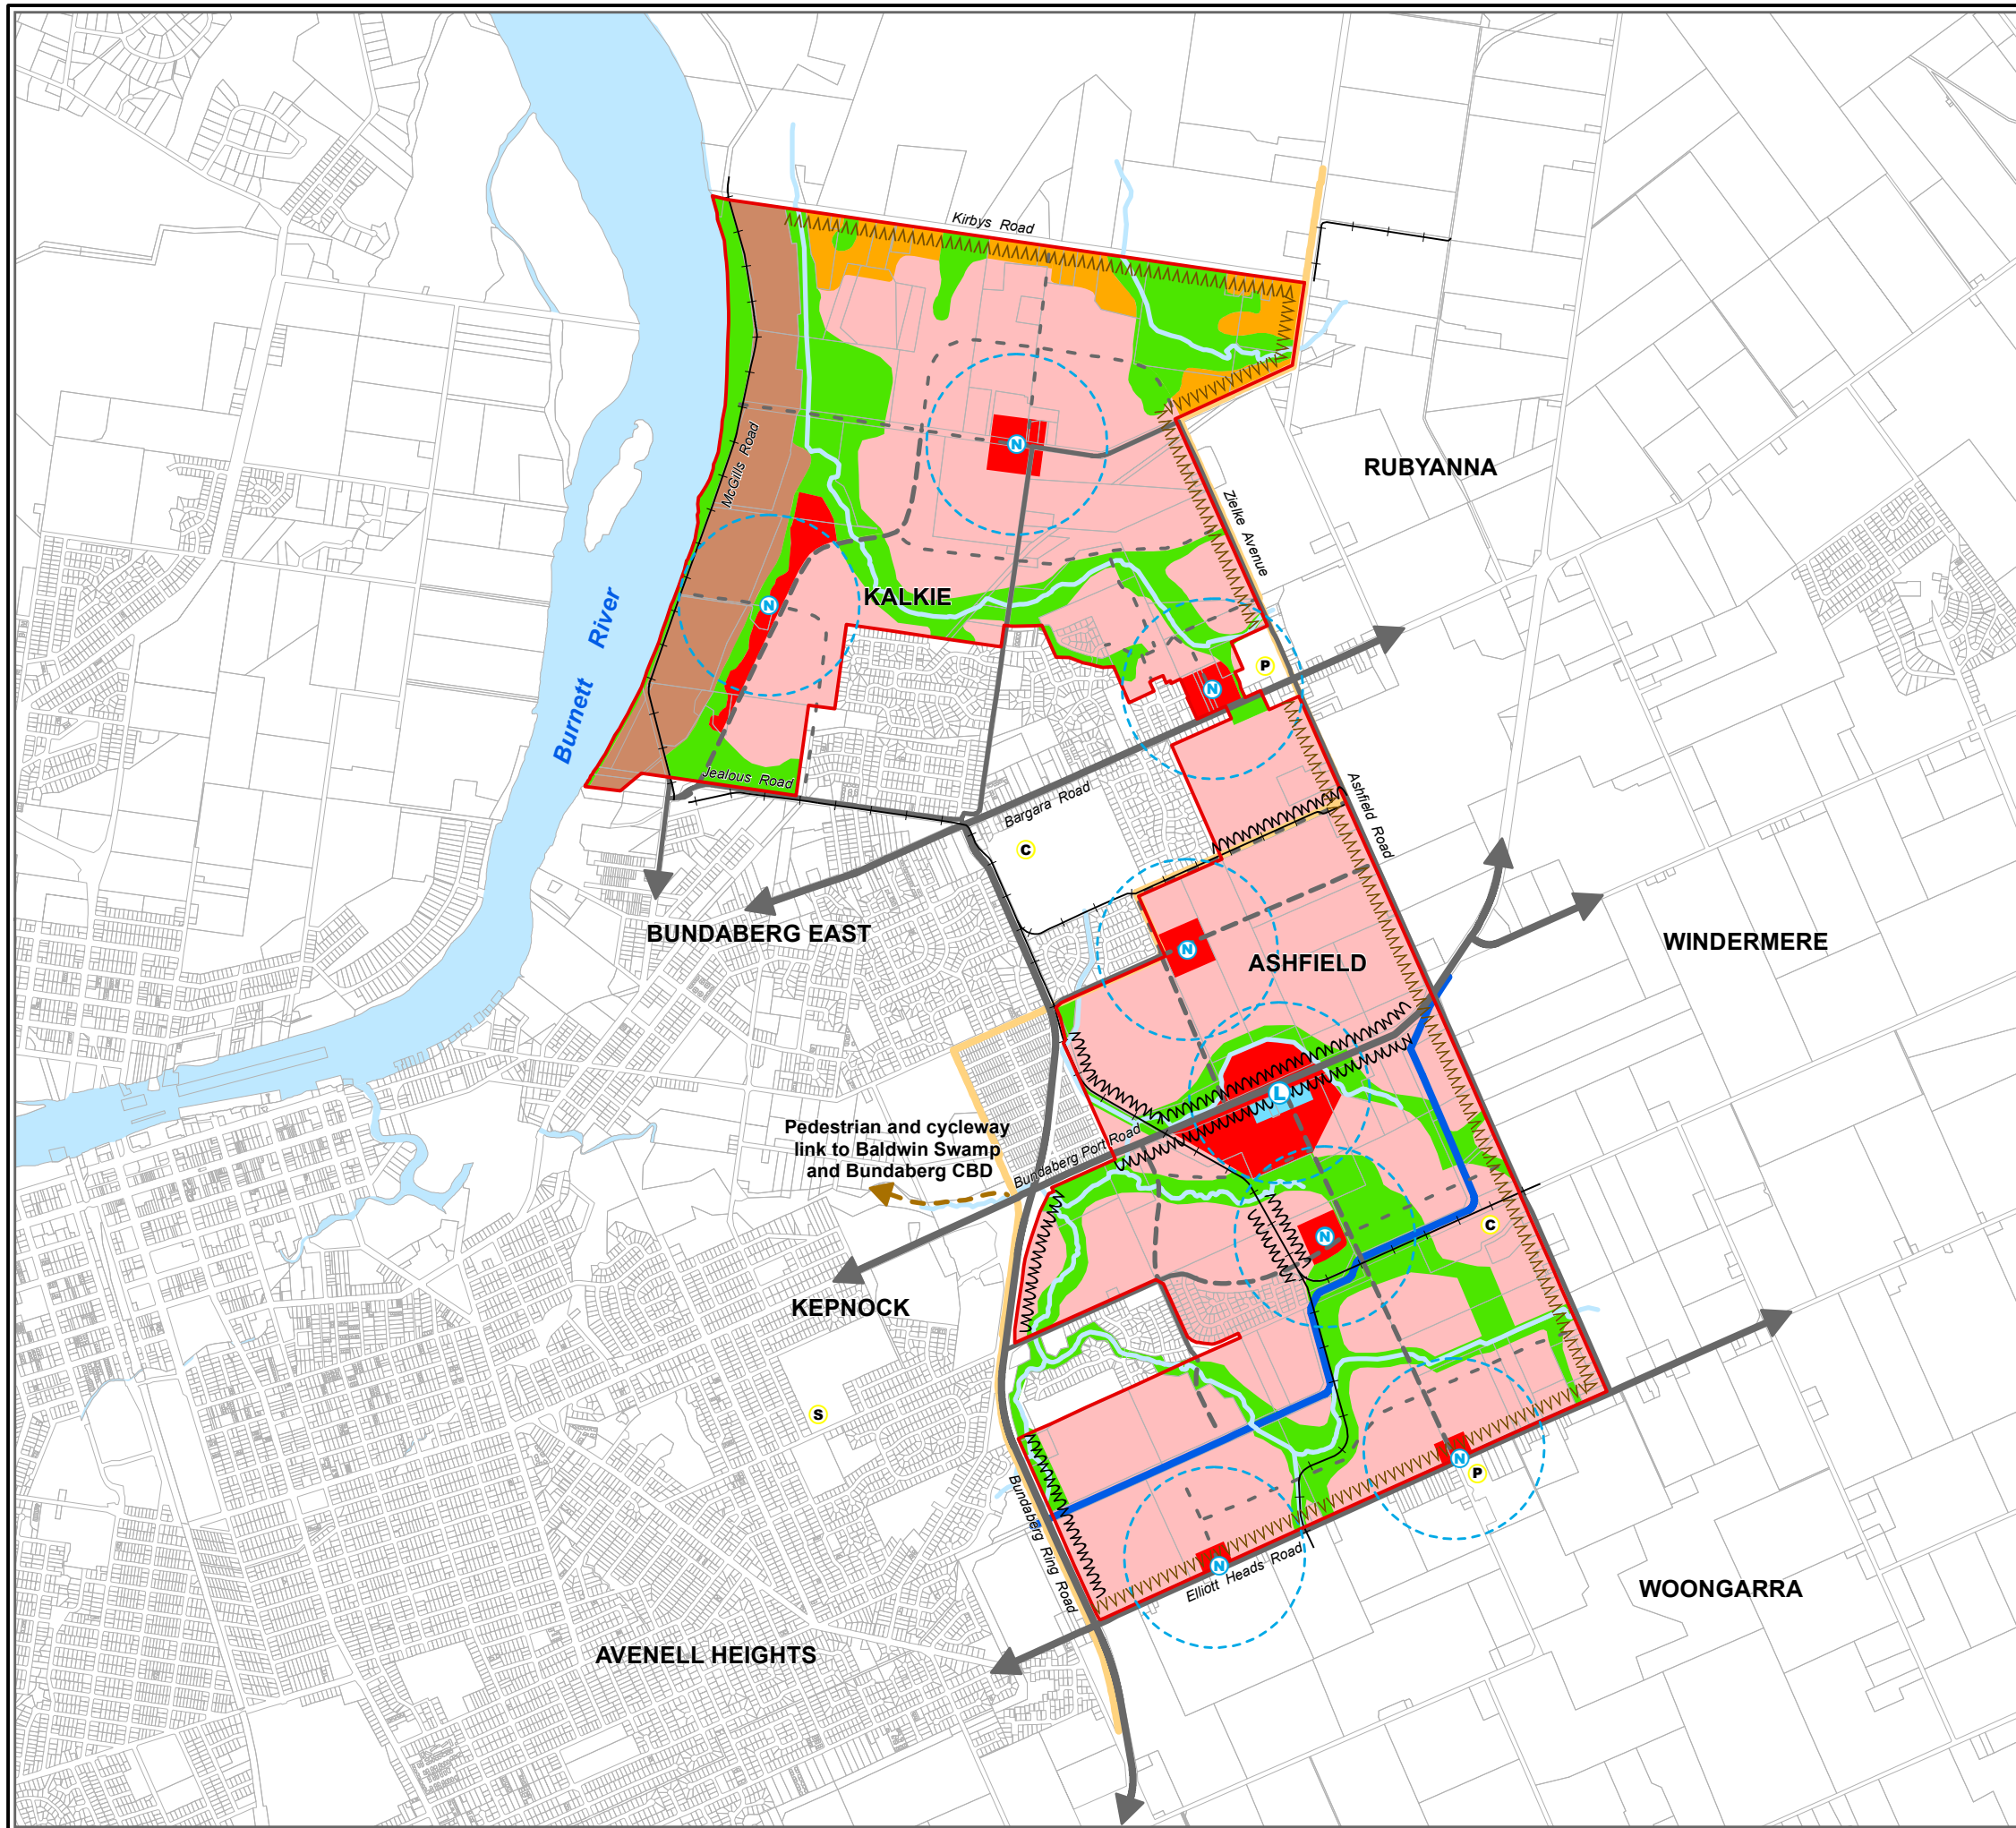 Kirbys Road
RUBYANNA
McGills Road
Zielke Avenue
N
N
KALKIE
Burnett River
P
N
Jealous Road
Bargara Road
Ashfield Road
C
BUNDABERG EAST
WINDERMERE
N
ASHFIELD
L
Pedestrian and cycleway
link to Baldwin Swamp
and Bundaberg CBD
Bundaberg Port Road
C
N
KEPNOCK
S
N
P
Bundaberg Ring Road
N
Elliott Heads Road
WOONGARRA
AVENELL HEIGHTS